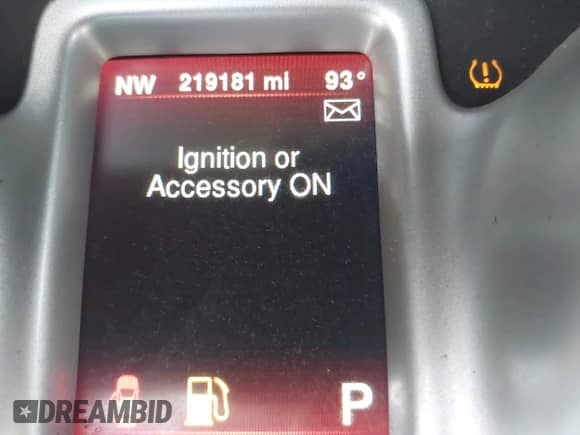 NW 219181 mi 93°
Ignition or
Accessory ON
P
DREAMBID